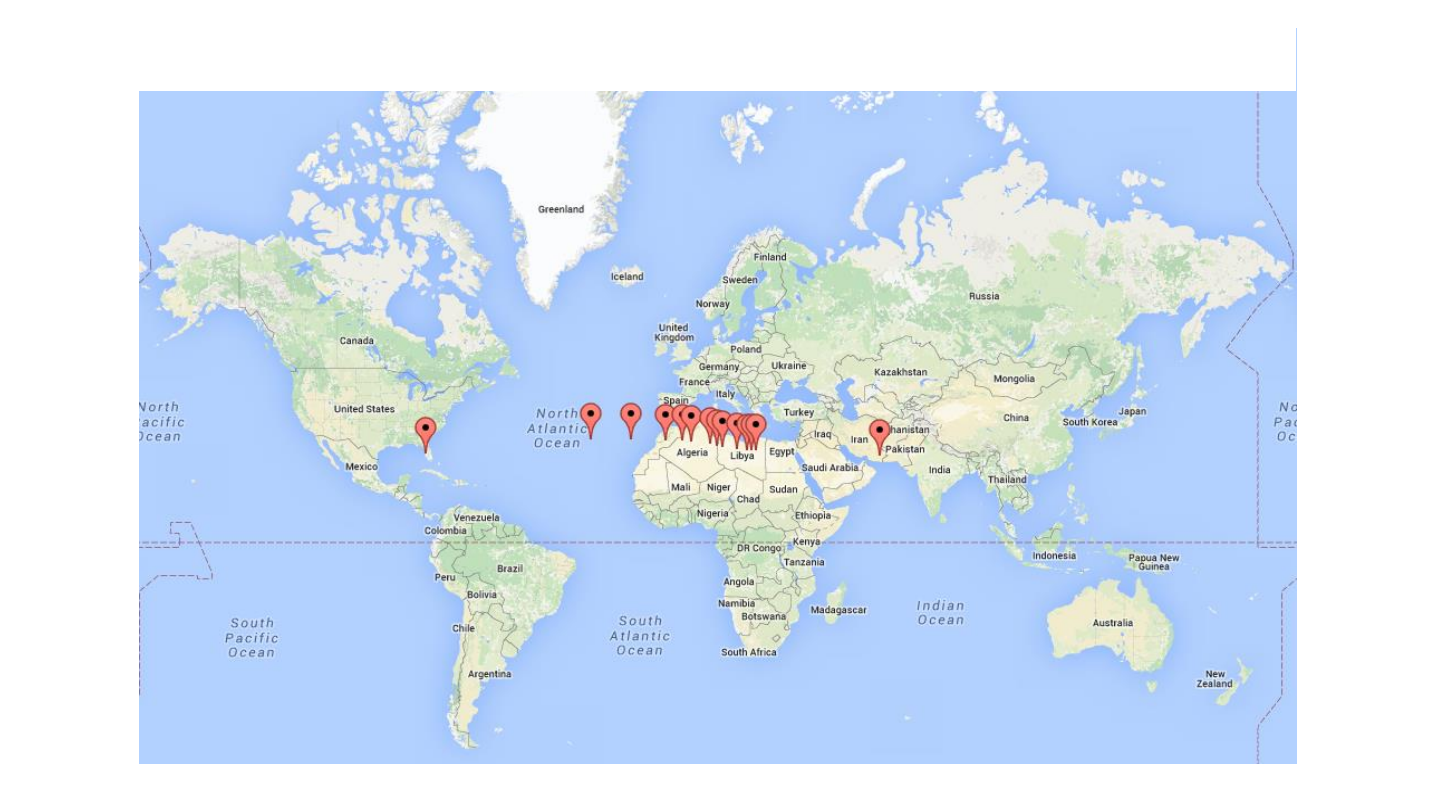 Greenland
Finland
Iceland
Sweden
Russia
Norway
United
Kingdom
Canada
Poland
Germany
Ukraine
Kazakhstan
Mongolia
France
Italy
Spain
United States
North
Atlantic
Ocean
Turkey
China
Japan
South Korea
North
acific
Ocean
No
Pac
Oc
Iraq
Iran
hanistan
Pakistan
Algeria
Libya
Egypt
Mexico
Saudi Arabia
India
Thailand
Mali
Niger
Chad
Sudan
Nigeria
Ethiopia
Venezuela
Colombia
DR Congo
Kenya
Tanzania
Indonesia
Papua New
Guinea
Peru
Brazil
Angola
Bolivia
Namibia
Botswana
Madagascar
Indian
Ocean
South
Pacific
Ocean
Chile
South
Atlantic
Ocean
Australia
South Africa
Argentina
New
Zealand